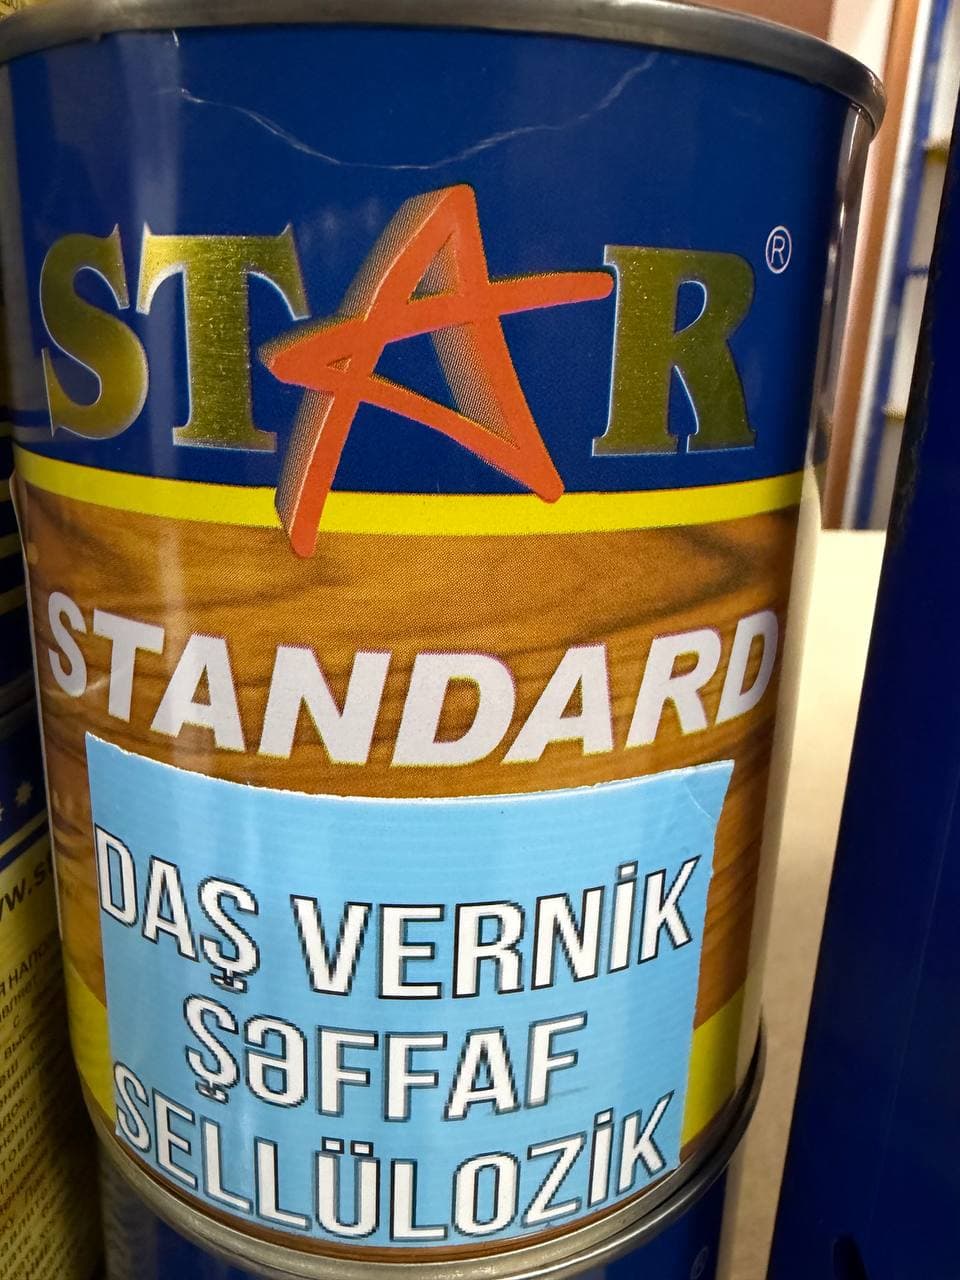 STAR ®
STANDARD
DAŞ VERNİK
ŞƏFFAF
SELLÜLOZİK